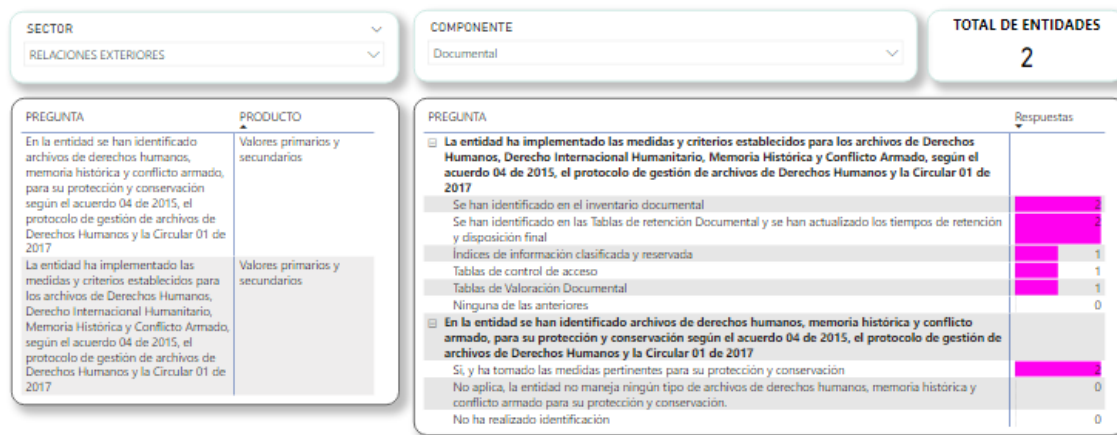 SECTOR
RELACIONES EXTERIORES
COMPONENTE
Documental
TOTAL DE ENTIDADES
2
PREGUNTA
PRODUCTO
En la entidad se han identificado
archivos de derechos humanos,
memoria histórica y conflicto armado,
para su protección y conservación
según el acuerdo 04 de 2015, el
protocolo de gestión de archivos de
Derechos Humanos y la Circular 01 de
2017
Valores primarios y
secundarios
La entidad ha implementado las
medidas y criterios establecidos para
los archivos de Derechos Humanos,
Derecho Internacional Humanitario,
Memoria Histórica y Conflicto Armado,
según el acuerdo 04 de 2015, el
protocolo de gestión de archivos de
Derechos Humanos y la Circular 01 de
2017
Valores primarios y
secundarios
PREGUNTA
Respuestas
La entidad ha implementado las medidas y criterios establecidos para los archivos de Derechos
Humanos, Derecho Internacional Humanitario, Memoria Histórica y Conflicto Armado, según el
acuerdo 04 de 2015, el protocolo de gestión de archivos de Derechos Humanos y la Circular 01 de
2017
Se han identificado en el inventario documental 2
Se han identificado en las Tablas de retención Documental y se han actualizado los tiempos de retención 2
y disposición final
Índices de información clasificada y reservada 1
Tablas de control de acceso 1
Tablas de Valoración Documental 1
Ninguna de las anteriores 0
En la entidad se han identificado archivos de derechos humanos, memoria histórica y conflicto
armado, para su protección y conservación según el acuerdo 04 de 2015, el protocolo de gestión de
archivos de Derechos Humanos y la Circular 01 de 2017
Si, y ha tomado las medidas pertinentes para su protección y conservación 2
No aplica, la entidad no maneja ningún tipo de archivos de derechos humanos, memoria histórica y 0
conflicto armado para su protección y conservación.
No ha realizado identificación 0